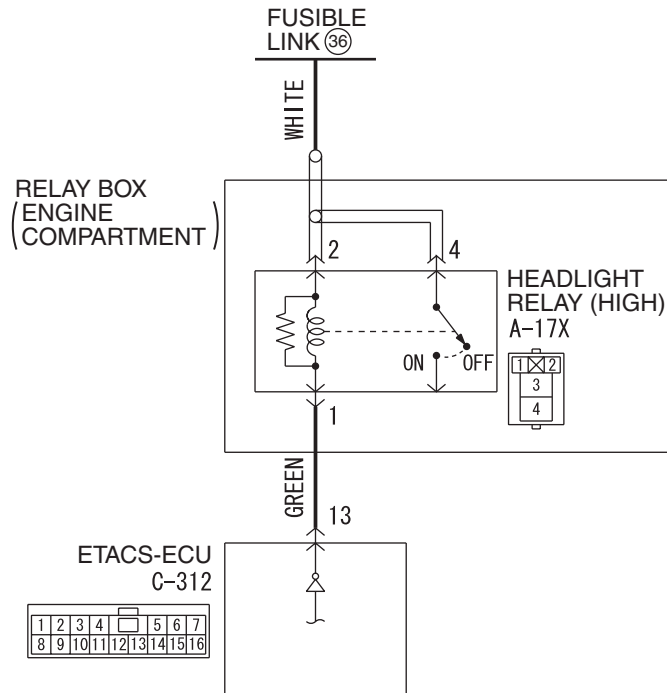 FUSIBLE
LINK 36
WHITE
RELAY BOX
(ENGINE
COMPARTMENT)
2
4
HEADLIGHT
RELAY (HIGH)
A-17X
ON
OFF
1 2
3
4
1
GREEN
13
ETACS-ECU
C-312
1 2 3 4 5 6 7
8 9 10 11 12 13 14 15 16